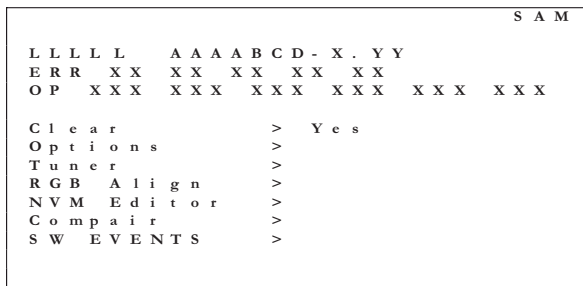 SAM
LLLLL AAAABCD-X.YY
ERR XX XX XX XX XX
OP XXX XXX XXX XXX XXX XXX
Clear > Yes
Options >
Tuner >
RGB Align >
NVM Editor >
Compair >
SW EVENTS >